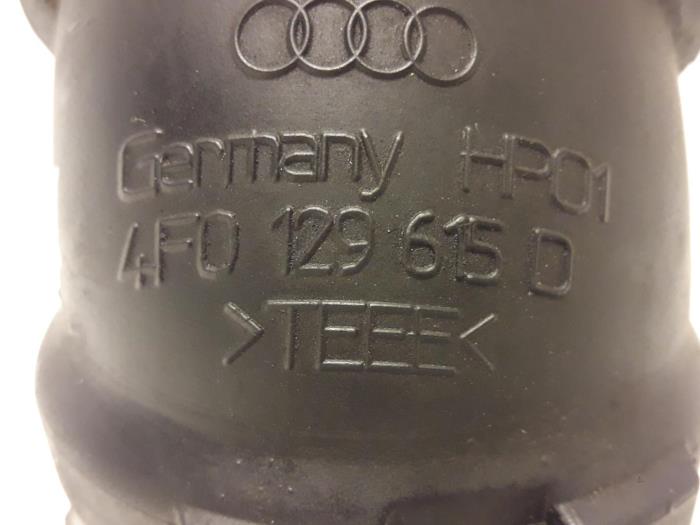 Germany HP01
4F0 129 615 D
>TEEE<